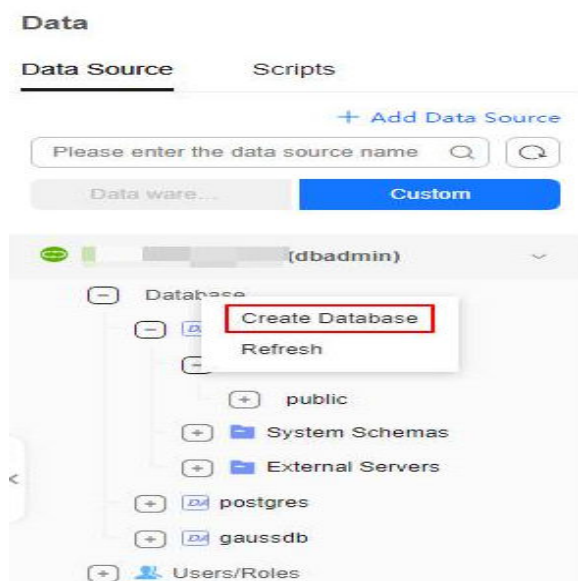 Data
Data Source Scripts
+ Add Data Source
Please enter the data source name
Data ware... Custom
(dbadmin)
Database
Create Database
Refresh
public
System Schemas
External Servers
postgres
gaussdb
Users/Roles